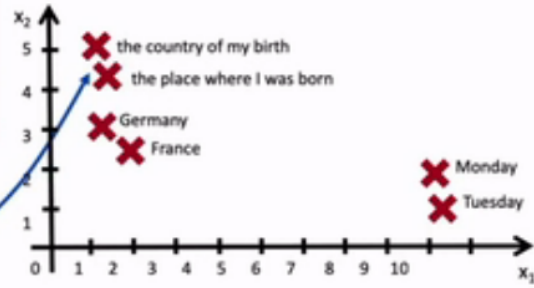 x₂
5
the country of my birth
4
the place where I was born
3
Germany
France
2
Monday
1
Tuesday
0 1 2 3 4 5 6 7 8 9 10
x₁